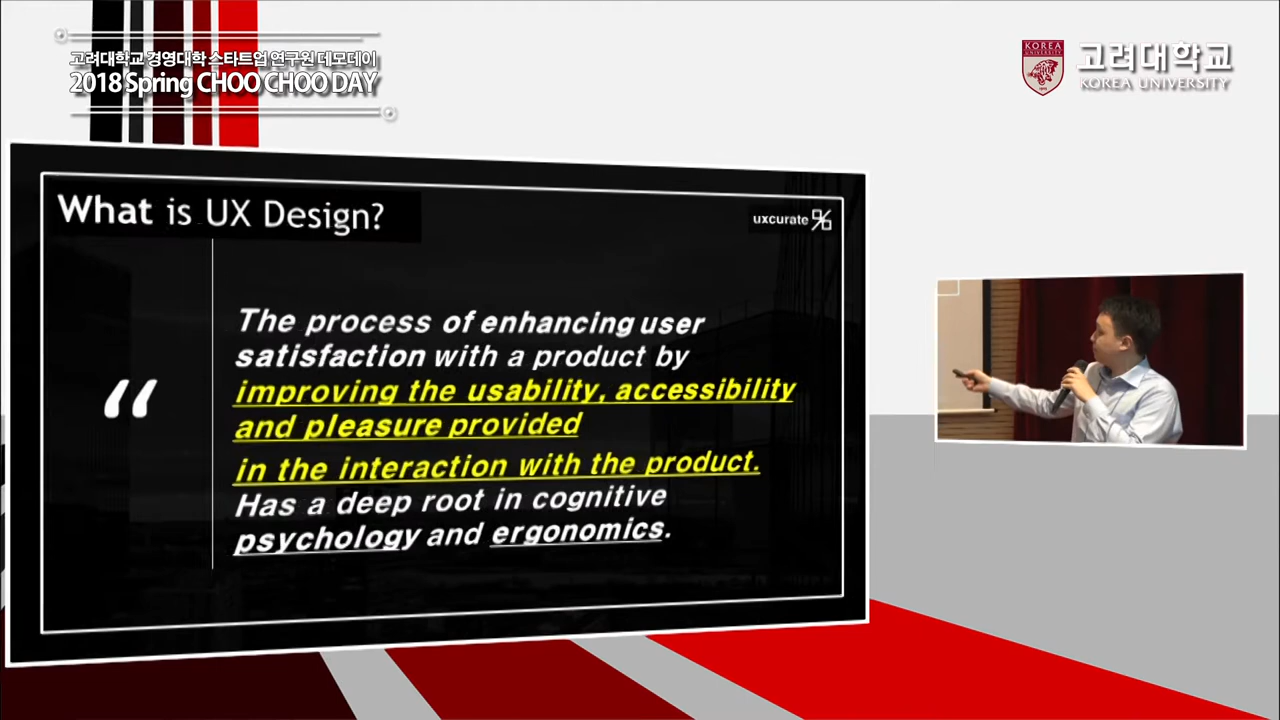 고려대학교 경영대학 스타트업 연구원 데모데이
2018 Spring CHOO CHOO DAY
KOREA
UNIVERSITY
고려대학교
KOREA UNIVERSITY
What is UX Design?
uxcurate
“
The process of enhancing user
satisfaction with a product by
improving the usability, accessibility
and pleasure provided
in the interaction with the product.
Has a deep root in cognitive
psychology and ergonomics.